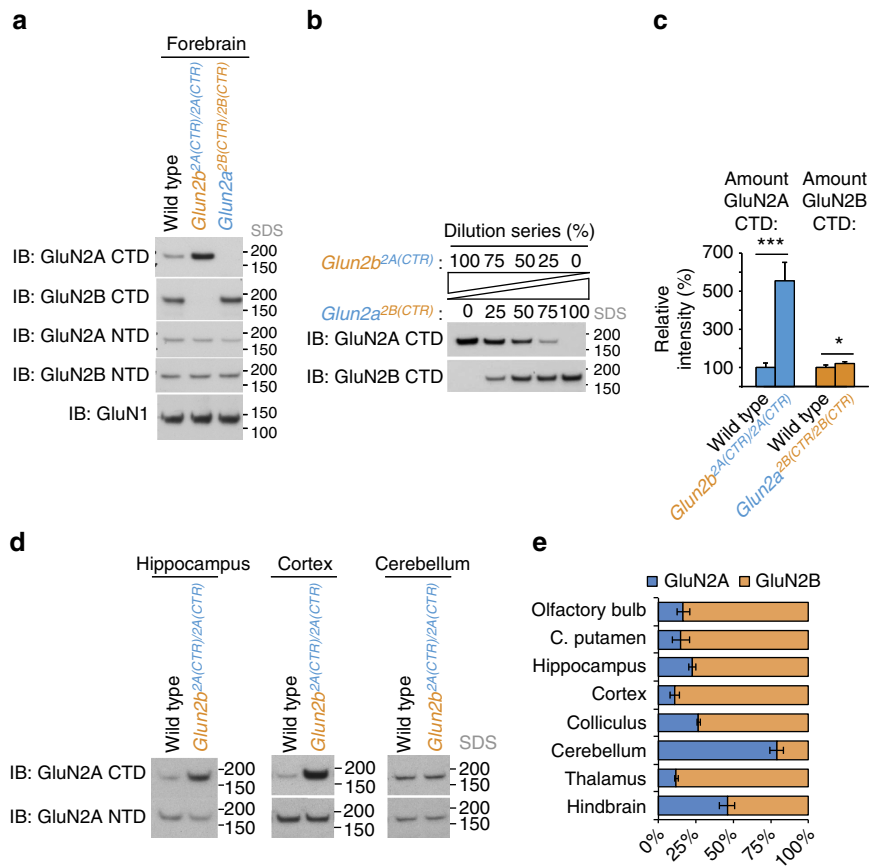 a
Forebrain
Wild type
Glun2b2A(CTR)/2A(CTR)
Glun2a2B(CTR)/2B(CTR)
SDS
IB: GluN2A CTD
200
150
IB: GluN2B CTD
200
150
IB: GluN2A NTD
200
150
IB: GluN2B NTD
200
150
IB: GluN1
150
100
b
Dilution series (%)
Glun2b2A(CTR) : 100 75 50 25 0
Glun2a2B(CTR) : 0 25 50 75 100 SDS
IB: GluN2A CTD
200
150
IB: GluN2B CTD
200
150
c
Amount GluN2A CTD:
Amount GluN2B CTD:
Relative intensity (%)
700
500
300
100
***
*
Wild type
Glun2b2A(CTR)/2A(CTR)
Wild type
Glun2a2B(CTR/2B(CTR)
d
Hippocampus Cortex Cerebellum
Wild type
Glun2b2A(CTR)/2A(CTR)
Wild type
Glun2b2A(CTR)/2A(CTR)
Wild type
Glun2b2A(CTR)/2A(CTR)
SDS
IB: GluN2A CTD
200
150
200
150
200
150
IB: GluN2A NTD
200
150
200
150
200
150
e
GluN2A GluN2B
Olfactory bulb
C. putamen
Hippocampus
Cortex
Colliculus
Cerebellum
Thalamus
Hindbrain
0% 25% 50% 75% 100%